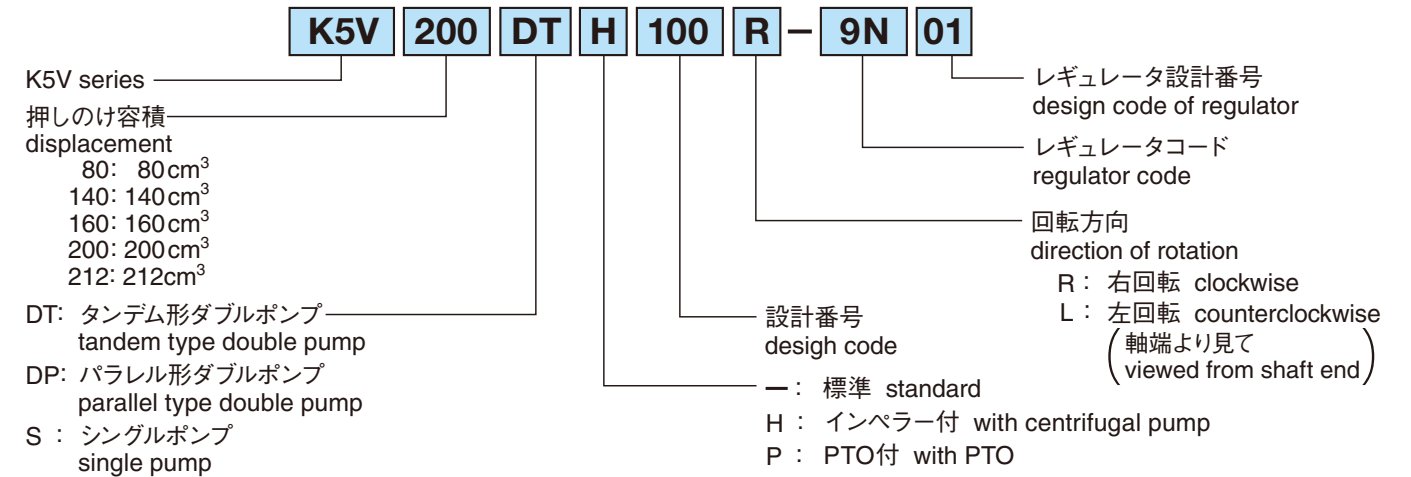 K5V 200 DT H 100 R － 9N 01
K5V series
押しのけ容積
displacement
80： 80cm³
140：140cm³
160：160cm³
200：200cm³
212：212cm³
DT： タンデム形ダブルポンプ
tandem type double pump
DP： パラレル形ダブルポンプ
parallel type double pump
S ： シングルポンプ
single pump
レギュレータ設計番号
design code of regulator
レギュレータコード
regulator code
回転方向
direction of rotation
R： 右回転 clockwise
L： 左回転 counterclockwise
（軸端より見て
viewed from shaft end）
設計番号
desigh code
ー： 標準 standard
H： インペラー付 with centrifugal pump
P： PTO付 with PTO